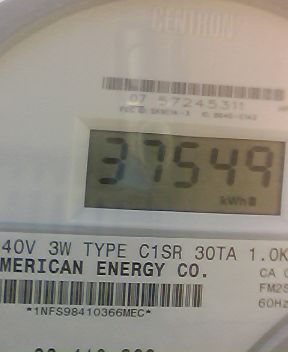 CENTRON
07 57245311
37549
kWh
40V 3W TYPE C1SR 30TA 1.0K
MERICAN ENERGY CO.
CA
FM2S
60Hz
*1NFS98410366MEC*